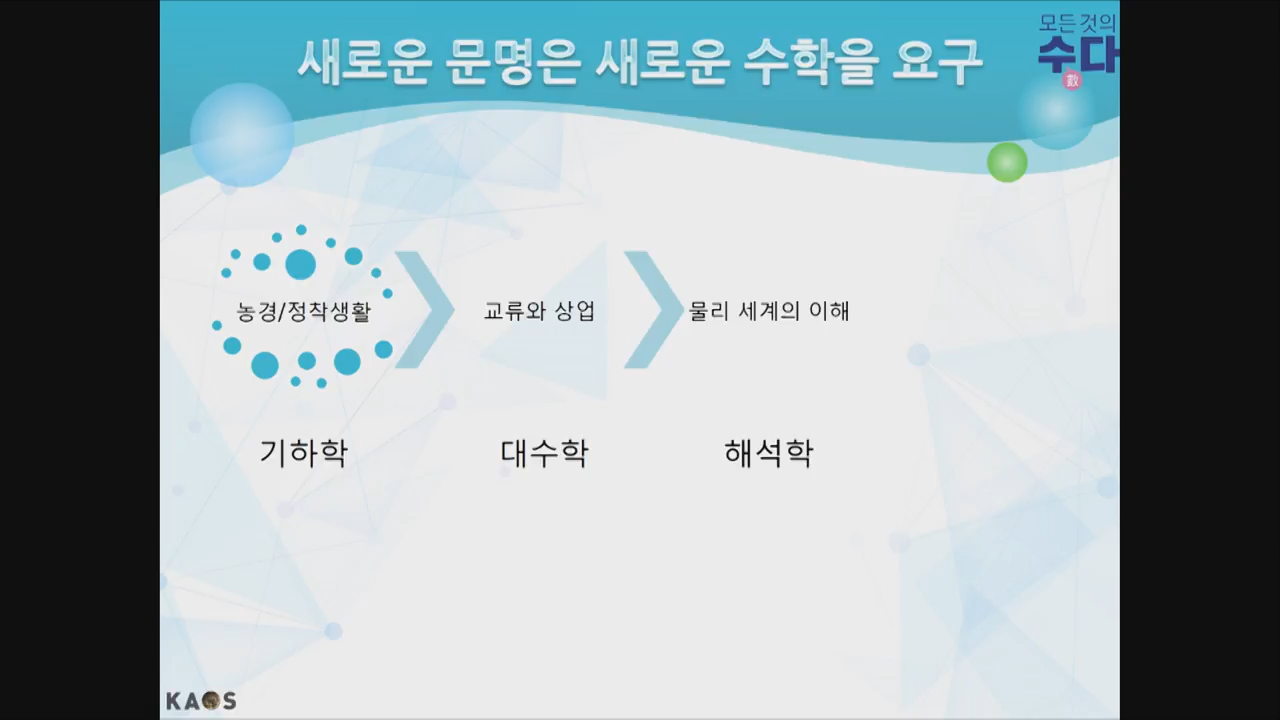 새로운 문명은 새로운 수학을 요구
모든 것의
수다
數
농경/정착생활
교류와 상업
물리 세계의 이해
기하학
대수학
해석학
KAOS